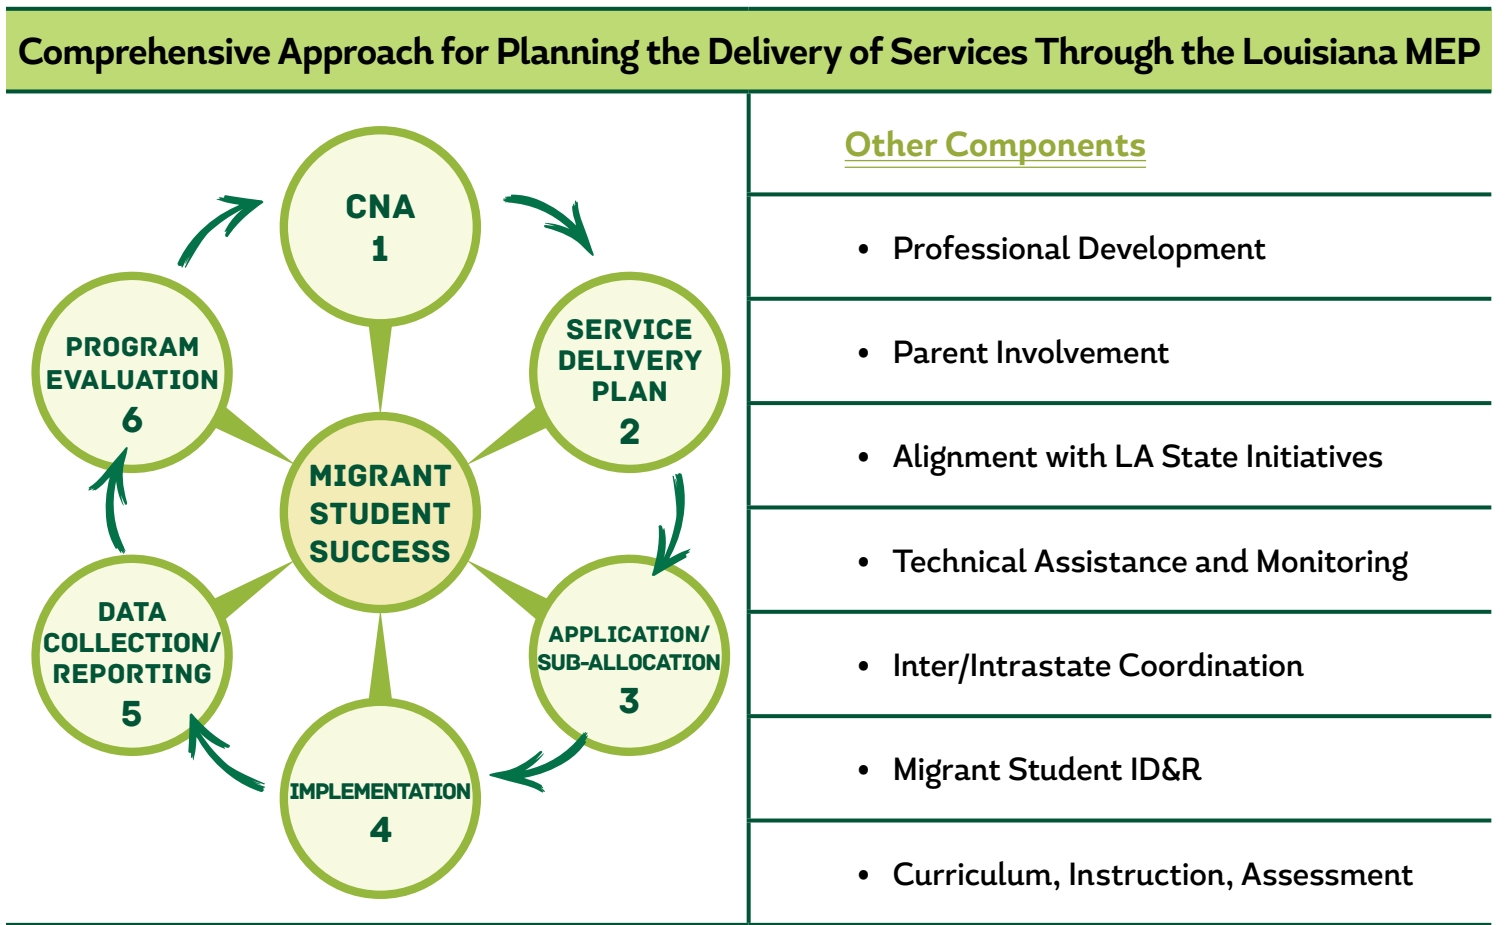 Comprehensive Approach for Planning the Delivery of Services Through the Louisiana MEP
CNA
1
SERVICE
DELIVERY
PLAN
2
APPLICATION/
SUB-ALLOCATION
3
IMPLEMENTATION
4
DATA
COLLECTION/
REPORTING
5
PROGRAM
EVALUATION
6
MIGRANT
STUDENT
SUCCESS
Other Components
• Professional Development
• Parent Involvement
• Alignment with LA State Initiatives
• Technical Assistance and Monitoring
• Inter/Intrastate Coordination
• Migrant Student ID&R
• Curriculum, Instruction, Assessment